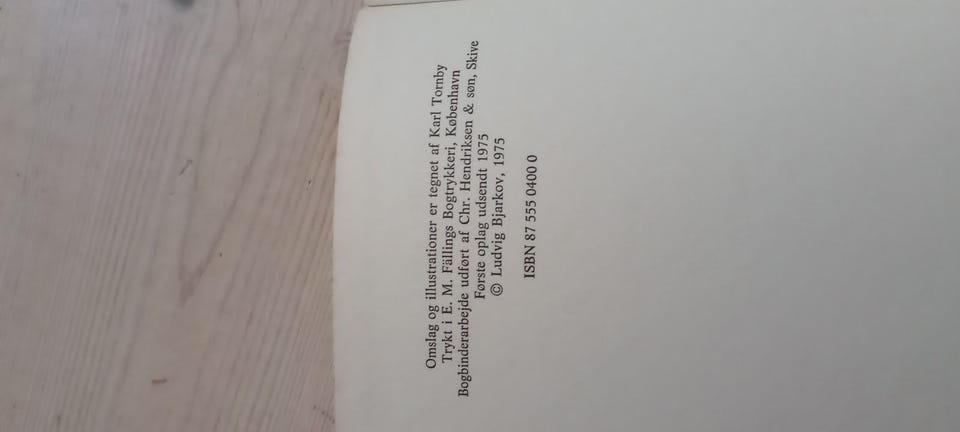 Omslag og illustrationer er tegnet af Karl Tornby
Trykt i E. M. Fällings Bogtrykkeri, København
Bogbinderarbejde udført af Chr. Hendriksen & søn, Skive
Første oplag udsendt 1975
© Ludvig Bjarkov, 1975
ISBN 87 555 0400 0